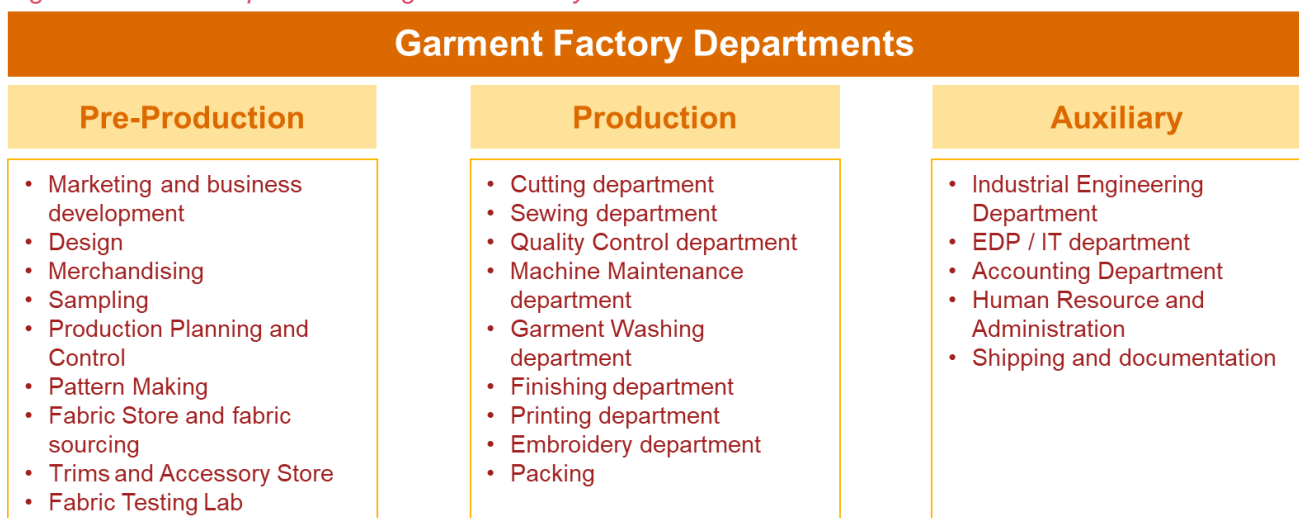 Garment Factory Departments
Pre-Production
• Marketing and business
development
• Design
• Merchandising
• Sampling
• Production Planning and
Control
• Pattern Making
• Fabric Store and fabric
sourcing
• Trims and Accessory Store
• Fabric Testing Lab
Production
• Cutting department
• Sewing department
• Quality Control department
• Machine Maintenance
department
• Garment Washing
department
• Finishing department
• Printing department
• Embroidery department
• Packing
Auxiliary
• Industrial Engineering
Department
• EDP / IT department
• Accounting Department
• Human Resource and
Administration
• Shipping and documentation